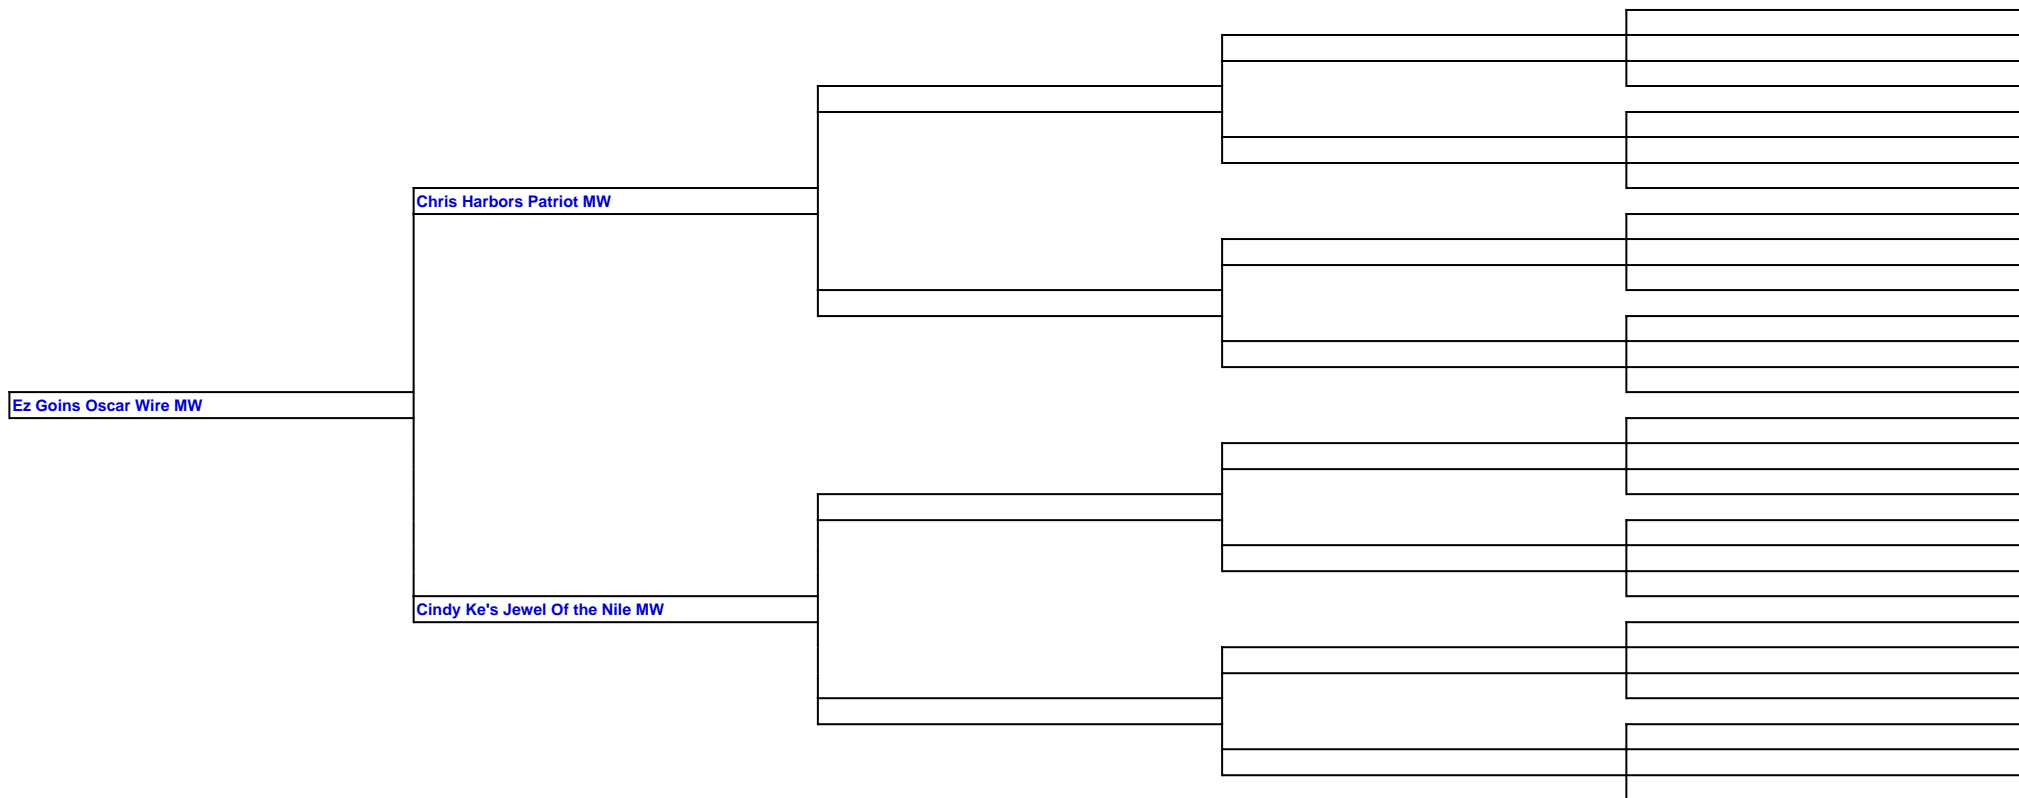 Chris Harbors Patriot MW
Ez Goins Oscar Wire MW
Cindy Ke's Jewel Of the Nile MW